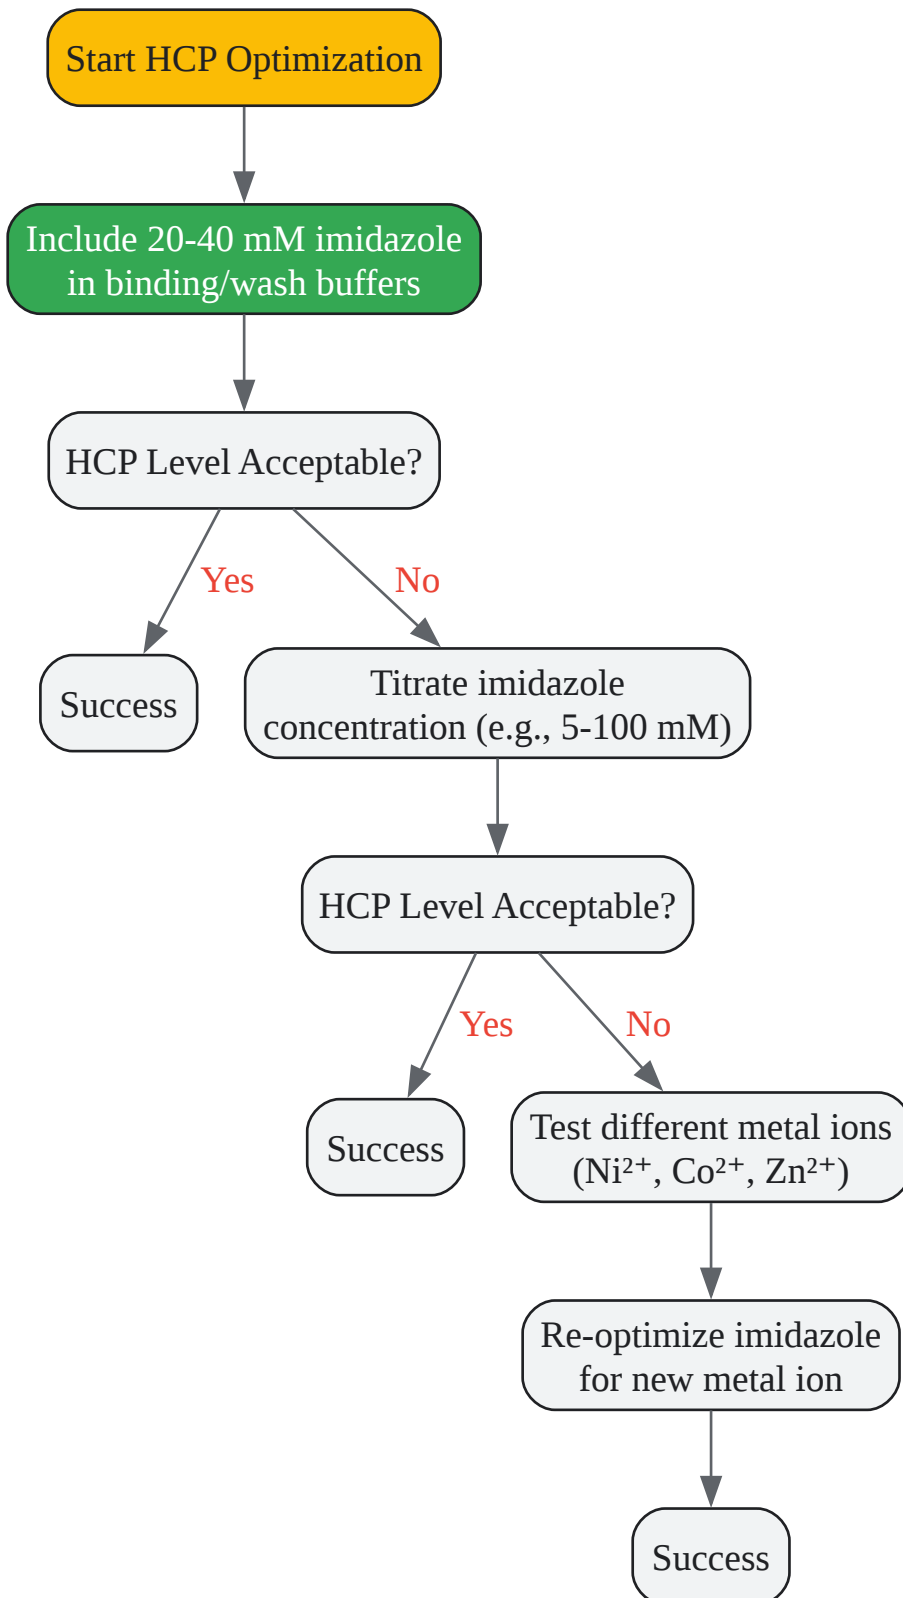 Start HCP Optimization
Include 20-40 mM imidazole
in binding/wash buffers
HCP Level Acceptable?
Yes
No
Success
Titrate imidazole
concentration (e.g., 5-100 mM)
HCP Level Acceptable?
Yes
No
Success
Test different metal ions
(Ni²⁺, Co²⁺, Zn²⁺)
Re-optimize imidazole
for new metal ion
Success